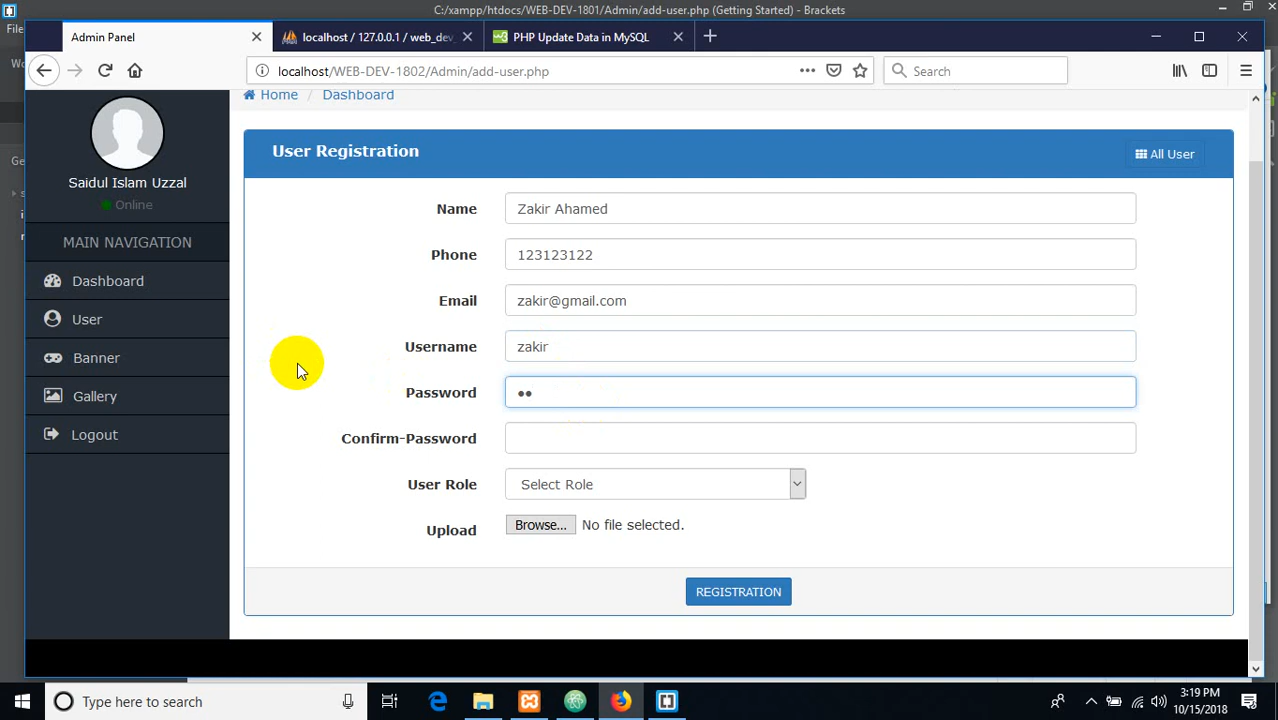 C:/xampp/htdocs/WEB-DEV-1801/Admin/add-user.php (Getting Started) - Brackets
File
Admin Panel
localhost / 127.0.0.1 / web_dev_
PHP Update Data in MySQL
localhost/WEB-DEV-1802/Admin/add-user.php
Search
Home / Dashboard
Saidul Islam Uzzal
Online
MAIN NAVIGATION
Dashboard
User
Banner
Gallery
Logout
User Registration
All User
Name
Zakir Ahamed
Phone
123123122
Email
zakir@gmail.com
Username
zakir
Password
••
Confirm-Password
User Role
Select Role
Upload
Browse... No file selected.
REGISTRATION
Type here to search
3:19 PM
10/15/2018